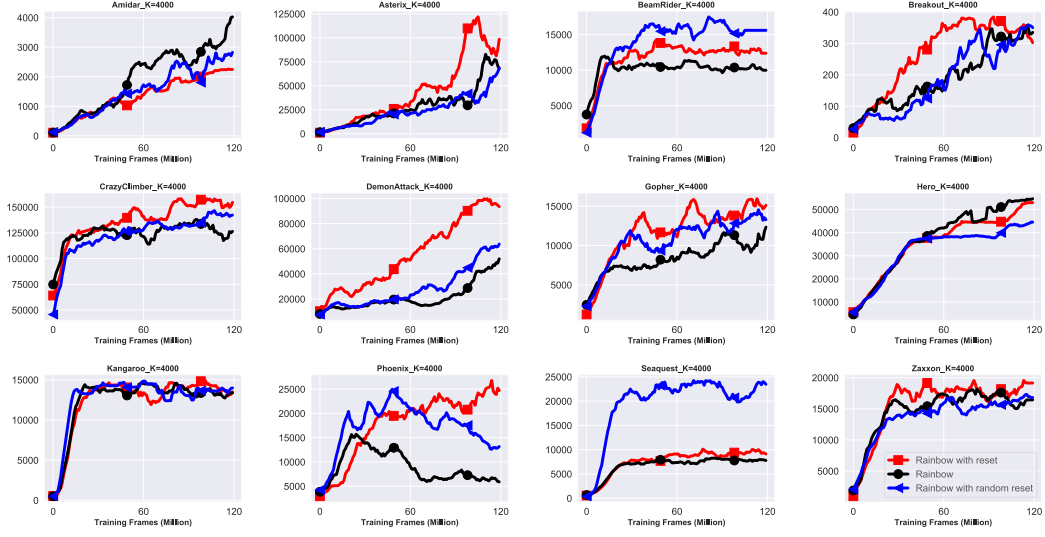 Amidar_K=4000
Asterix_K=4000
BeamRider_K=4000
Breakout_K=4000
4000
3000
2000
1000
0
125000
100000
75000
50000
25000
0
15000
10000
5000
400
300
200
100
0
0 60 120
0 60 120
0 60 120
0 60 120
Training Frames (Million)
Training Frames (Million)
Training Frames (Million)
Training Frames (Million)
CrazyClimber_K=4000
DemonAttack_K=4000
Gopher_K=4000
Hero_K=4000
150000
125000
100000
75000
50000
100000
80000
60000
40000
20000
15000
10000
5000
0
50000
40000
30000
20000
10000
0 60 120
0 60 120
0 60 120
0 60 120
Training Frames (Million)
Training Frames (Million)
Training Frames (Million)
Training Frames (Million)
Kangaroo_K=4000
Phoenix_K=4000
Seaquest_K=4000
Zaxxon_K=4000
15000
10000
5000
0
25000
20000
15000
10000
5000
25000
20000
15000
10000
5000
0
20000
15000
10000
5000
Rainbow with reset
Rainbow
Rainbow with random reset
0 60 120
0 60 120
0 60 120
0 60 120
Training Frames (Million)
Training Frames (Million)
Training Frames (Million)
Training Frames (Million)